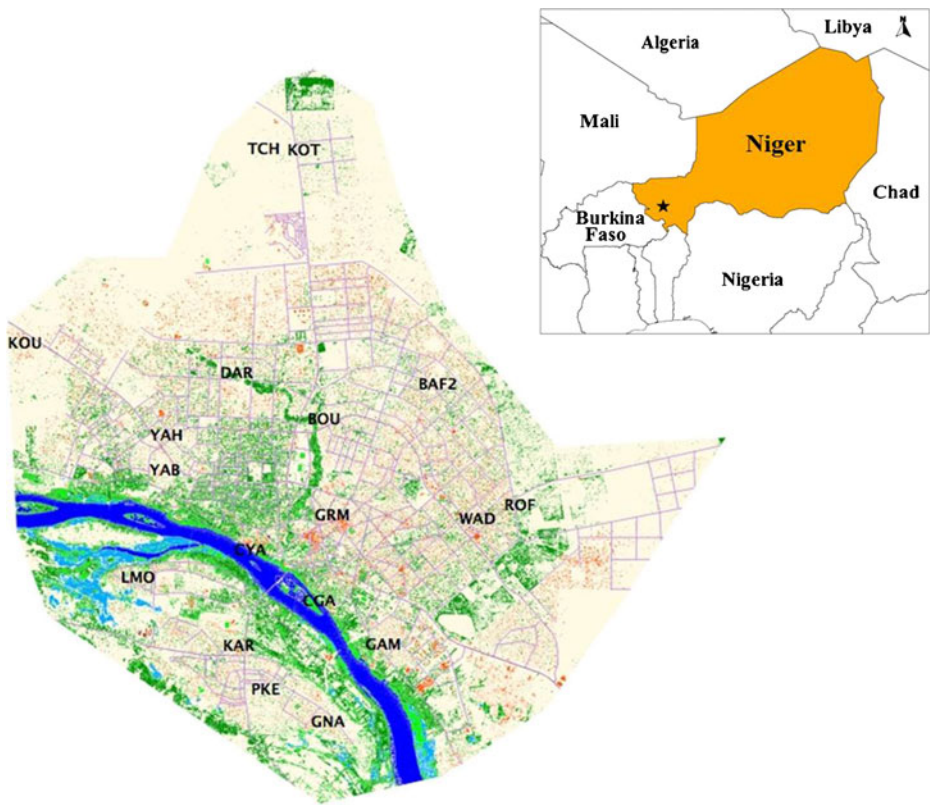 Libya
N
Algeria
Mali
Niger
Chad
Burkina
Faso
Nigeria
TCH KOT
KOU
DAR
BAF2
BOU
YAH
YAB
ROF
GRM
WAD
CYA
LMO
CGA
KAR
GAM
PKE
GNA